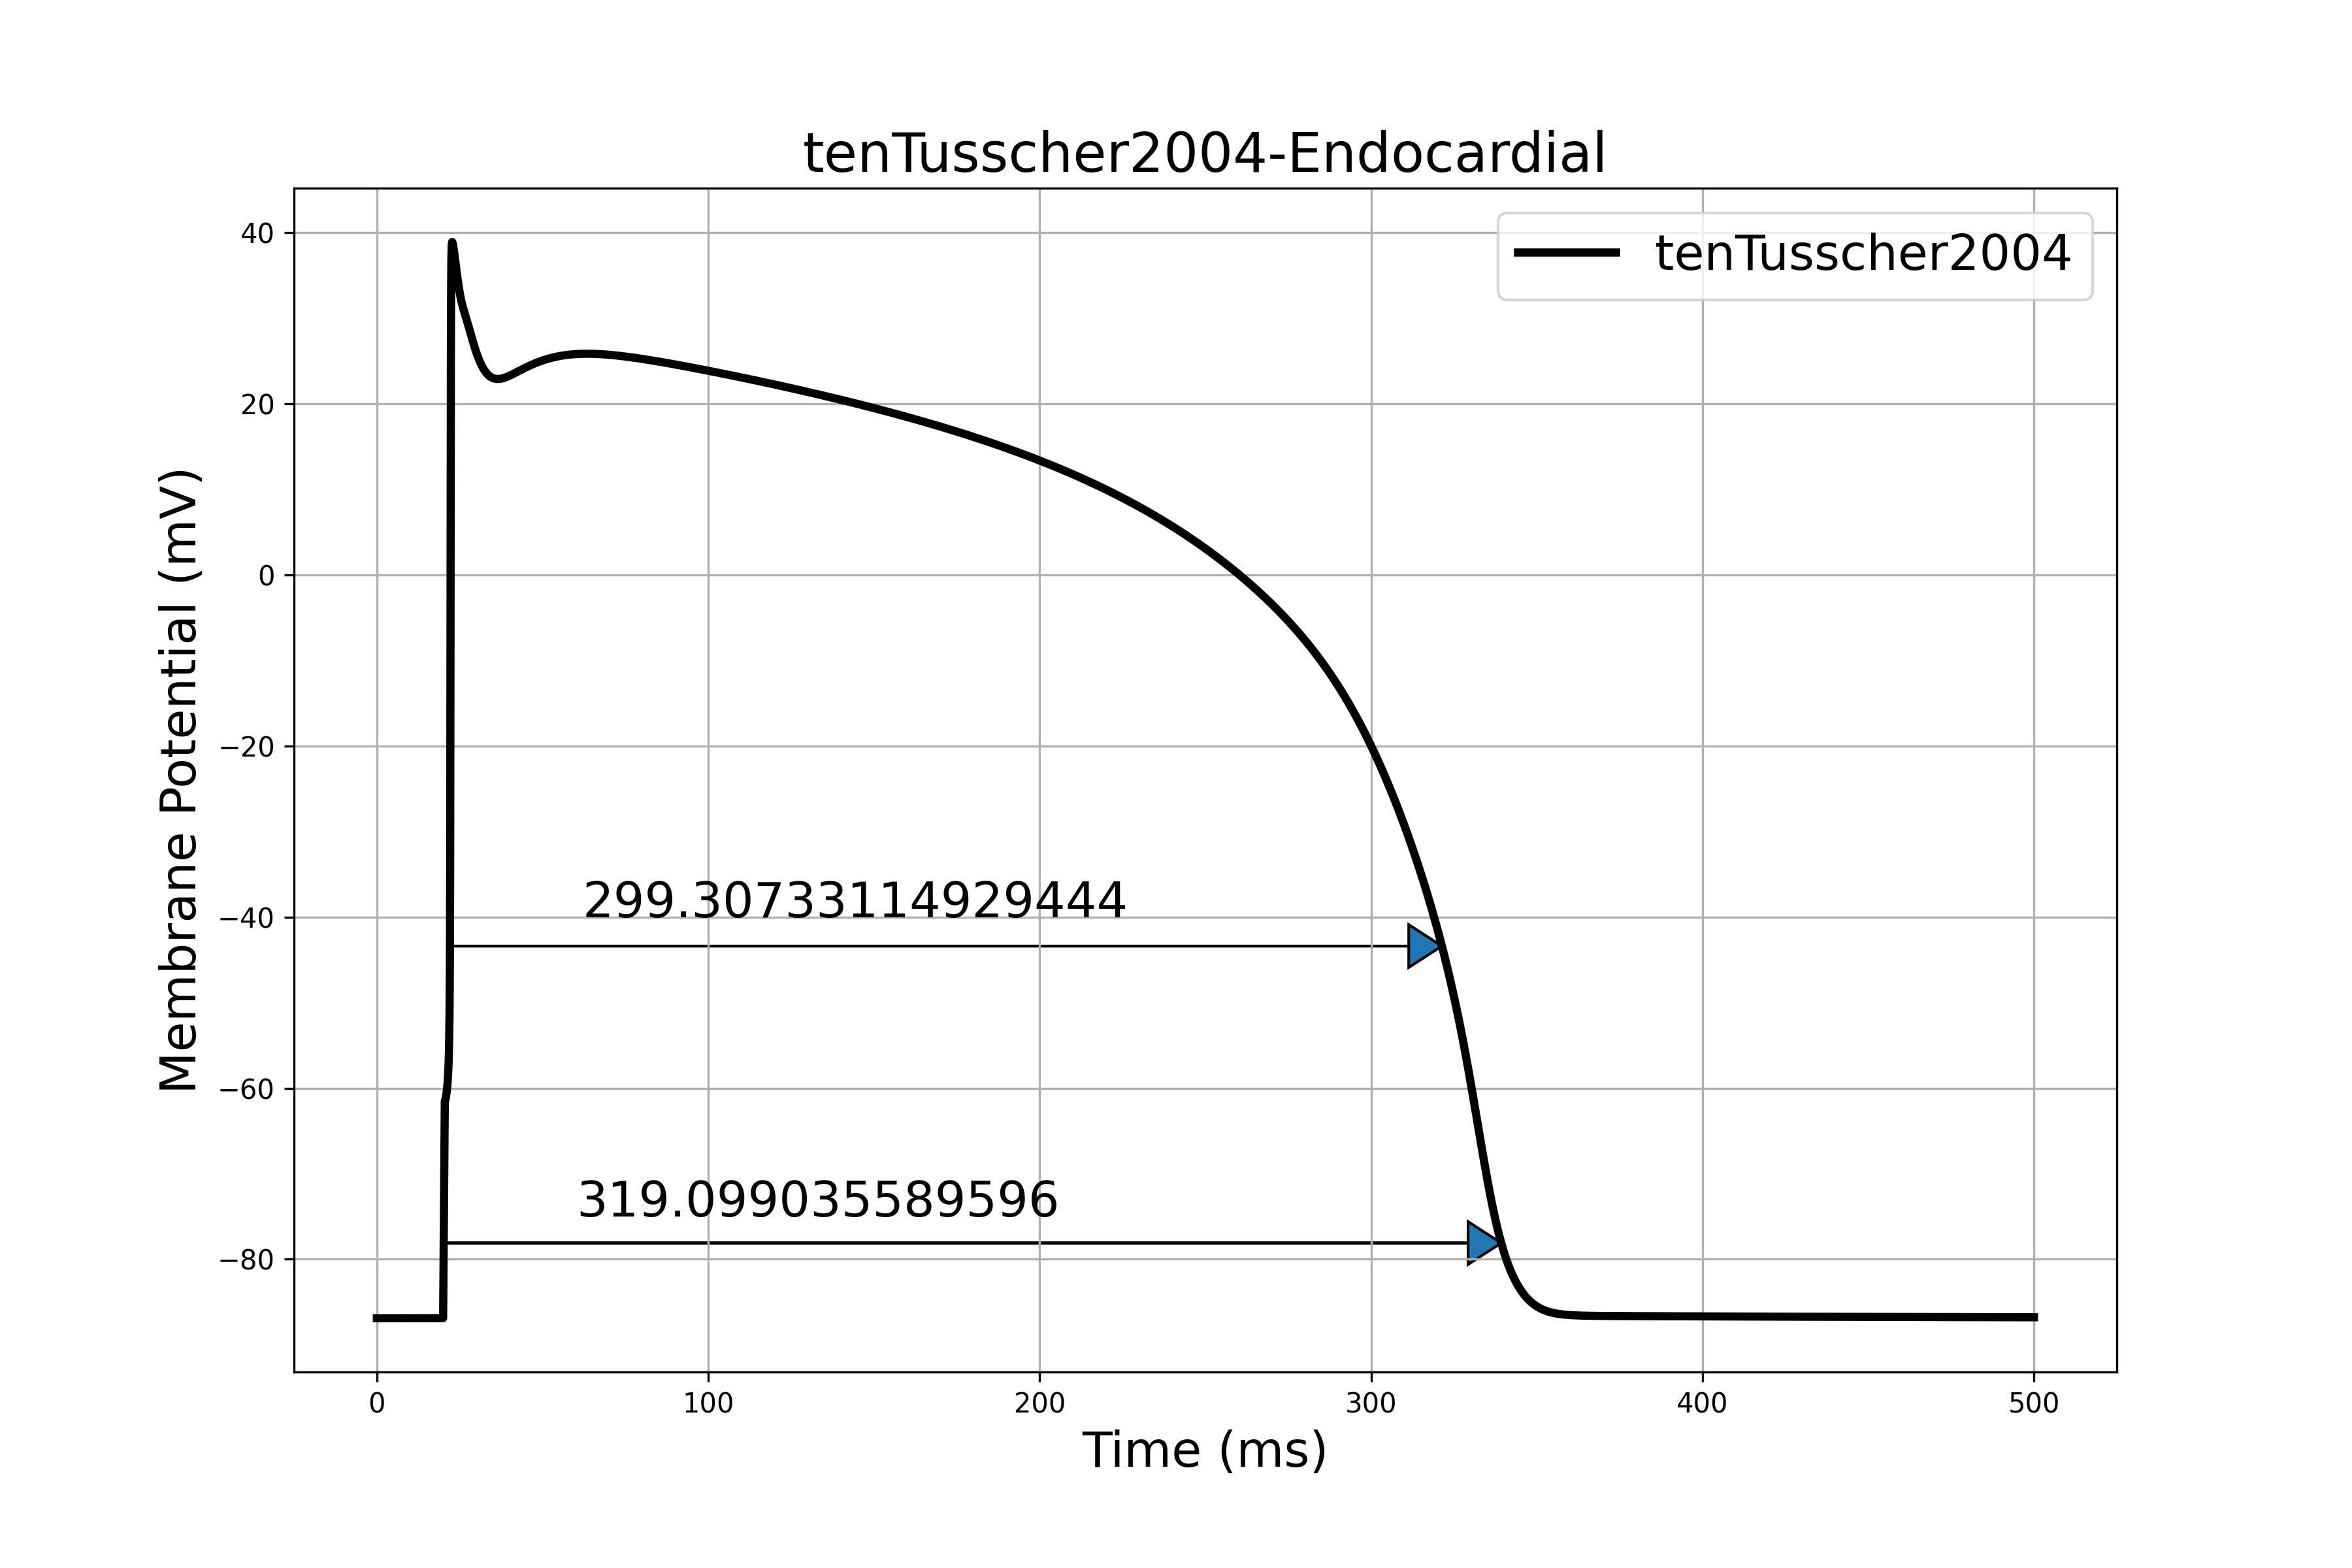 tenTusscher2004-Endocardial
tenTusscher2004
Membrane Potential (mV)
40
20
0
−20
−40
−60
−80
299.30733114929444
319.099035589596
0 100 200 300 400 500
Time (ms)